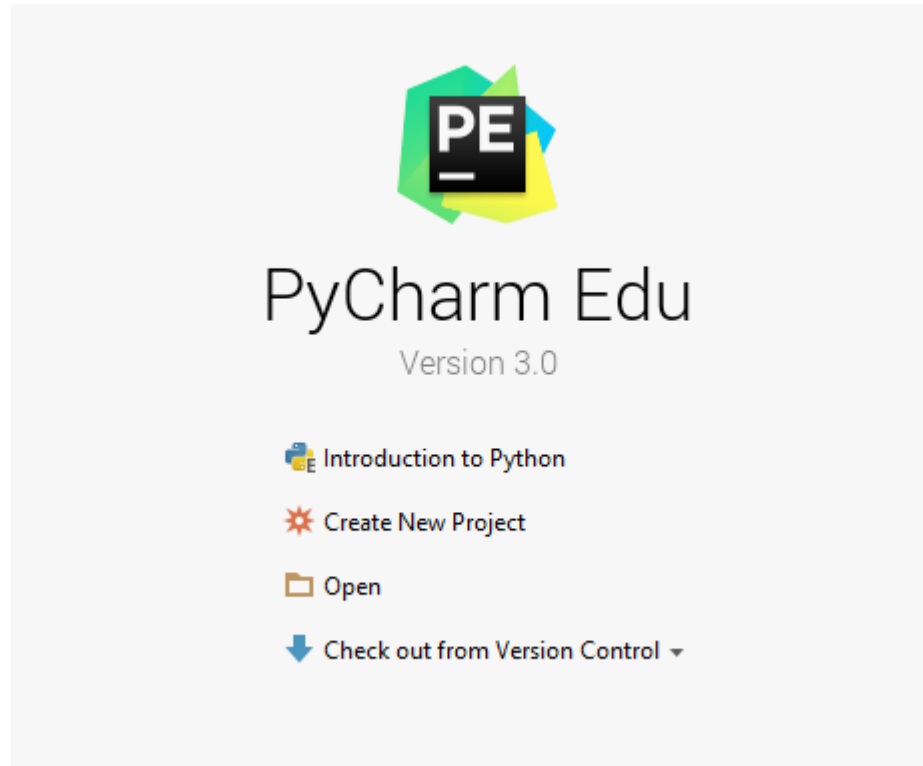 PE
PyCharm Edu
Version 3.0
E Introduction to Python
Create New Project
Open
Check out from Version Control